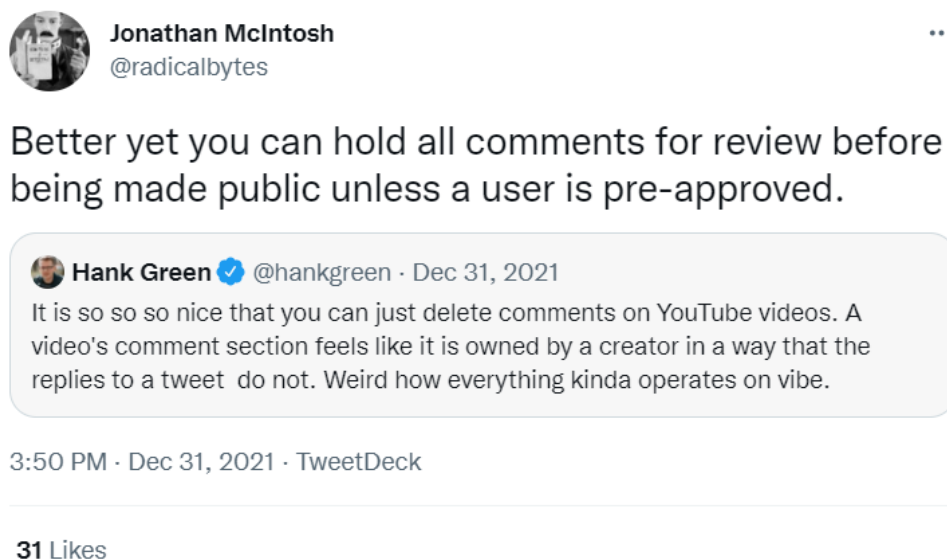 Jonathan McIntosh
@radicalbytes
Better yet you can hold all comments for review before
being made public unless a user is pre-approved.
Hank Green @hankgreen · Dec 31, 2021
It is so so so nice that you can just delete comments on YouTube videos. A
video's comment section feels like it is owned by a creator in a way that the
replies to a tweet  do not. Weird how everything kinda operates on vibe.
3:50 PM · Dec 31, 2021 · TweetDeck
31 Likes